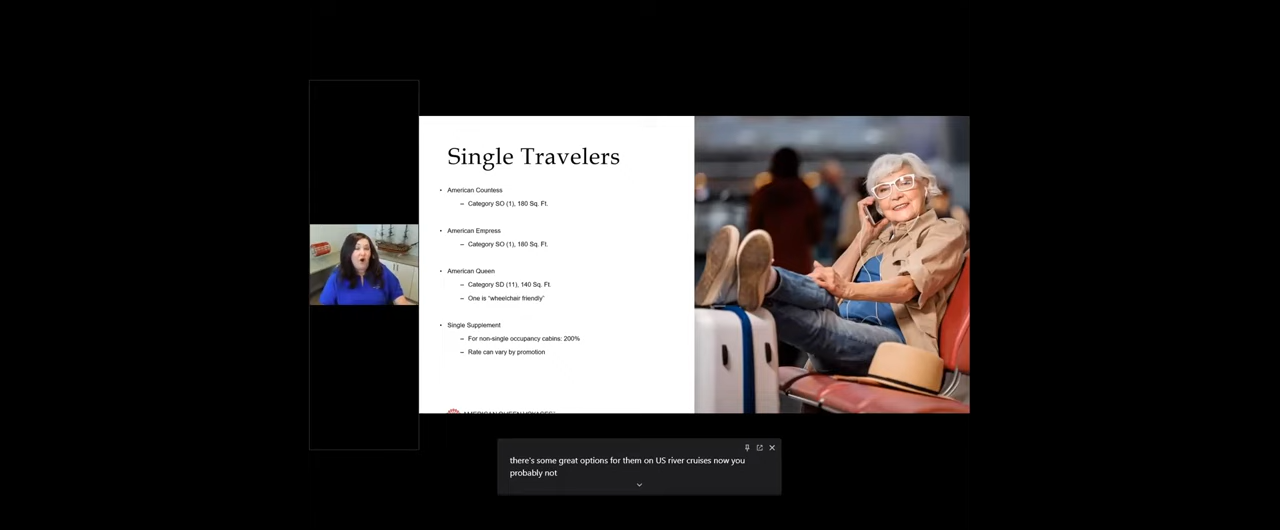 Single Travelers
• American Countess
– Category SO (1), 180 Sq. Ft.
• American Empress
– Category SO (1), 180 Sq. Ft.
• American Queen
– Category SD (11), 140 Sq. Ft.
– One is "wheelchair friendly"
• Single Supplement
– For non-single occupancy cabins: 200%
– Rate can vary by promotion
AMERICAN QUEEN VOYAGES
there's some great options for them on US river cruises now you
probably not